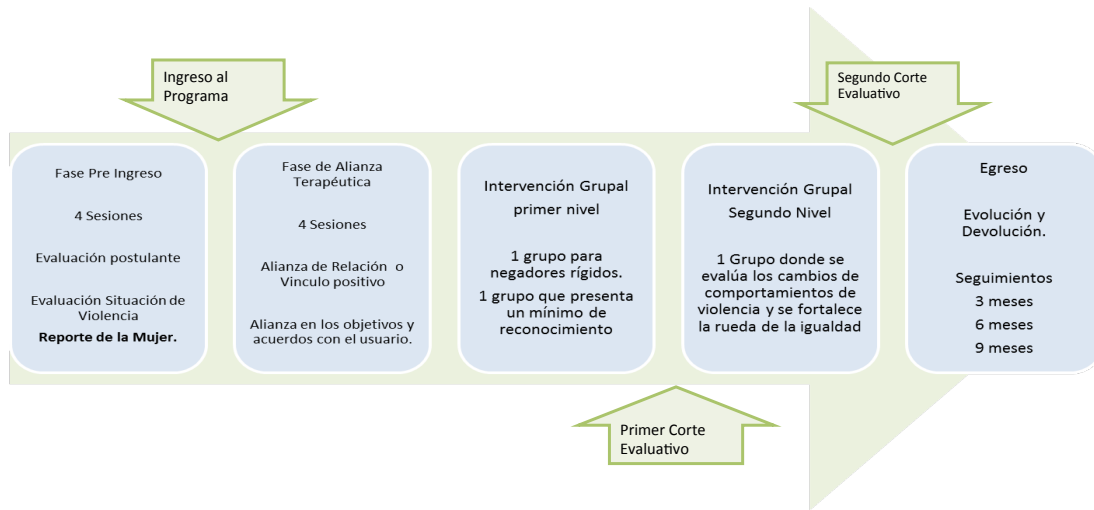 Ingreso al
Programa
Segundo Corte
Evaluativo
Fase Pre Ingreso
4 Sesiones
Evaluación postulante
Evaluación Situación de
Violencia
Reporte de la Mujer.
Fase de Alianza
Terapéutica
4 Sesiones
Alianza de Relación o
Vinculo positivo
Alianza en los objetivos y
acuerdos con el usuario.
Intervención Grupal
primer nivel
1 grupo para
negadores rígidos.
1 grupo que presenta
un mínimo de
reconocimiento
Intervención Grupal
Segundo Nivel
1 Grupo donde se
evalúa los cambios de
comportamientos de
violencia y se fortalece
la rueda de la igualdad
Egreso
Evolución y
Devolución.
Seguimientos
3 meses
6 meses
9 meses
Primer Corte
Evaluativo